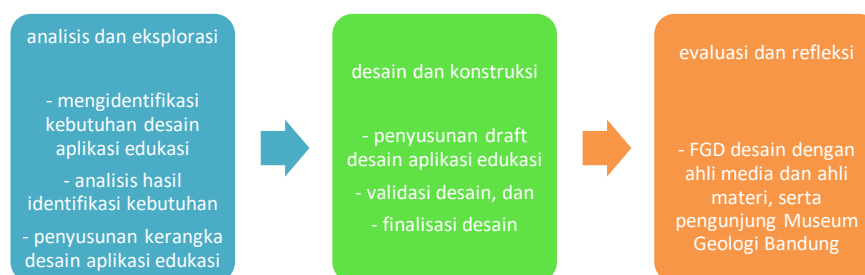 analisis dan eksplorasi
- mengidentifikasi
kebutuhan desain
aplikasi edukasi
- analisis hasil
identifikasi kebutuhan
- penyusunan kerangka
desain aplikasi edukasi
desain dan konstruksi
- penyusunan draft
desain aplikasi edukasi
- validasi desain, dan
- finalisasi desain
evaluasi dan refleksi
- FGD desain dengan
ahli media dan ahli
materi, serta
pengunjung Museum
Geologi Bandung